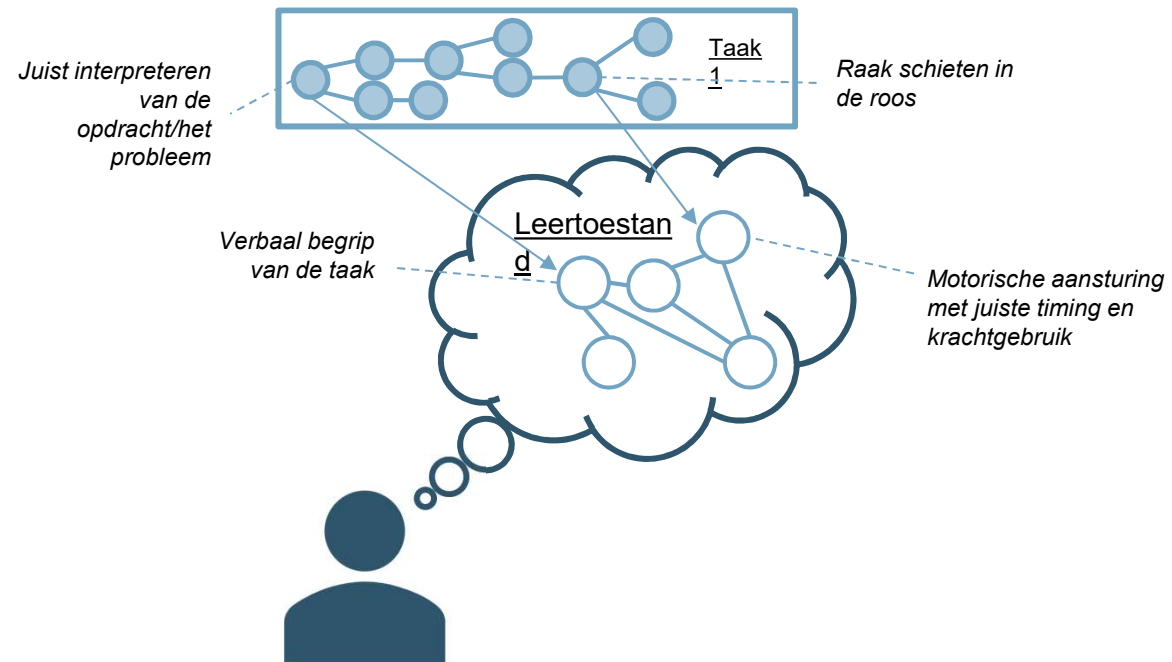 Juist interpreteren
van de
opdracht/het
probleem
Taak
1
Raak schieten in
de roos
Leertoestan
d
Verbaal begrip
van de taak
Motorische aansturing
met juiste timing en
krachtgebruik